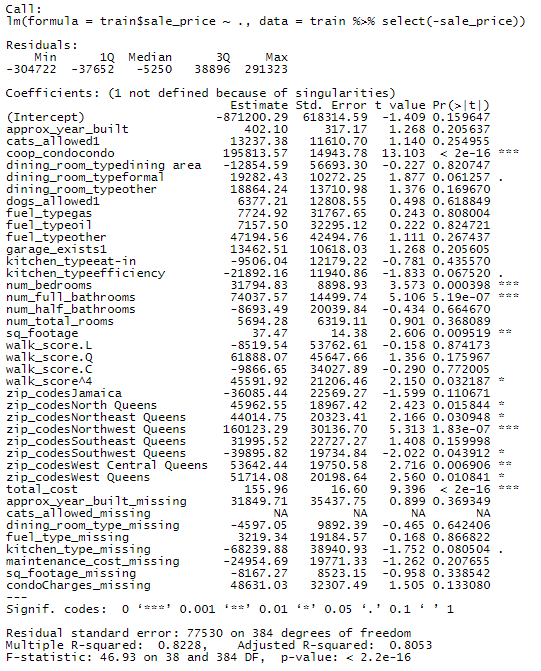 Call:
lm(formula = train$sale_price ~ ., data = train %>% select(-sale_price))
Residuals:
Min 1Q Median 3Q Max
-304722 -37652 -5250 38896 291323
Coefficients: (1 not defined because of singularities)
Estimate Std. Error t value Pr(>|t|)
(Intercept) -871200.29 618314.59 -1.409 0.159647
approx_year_built 402.10 317.17 1.268 0.205637
cats_allowed1 13237.38 11610.70 1.140 0.254955
coop_condocondo 195813.57 14943.78 13.103 < 2e-16 ***
dining_room_typedining area -12854.59 56693.30 -0.227 0.820747
dining_room_typeformal 19282.43 10272.25 1.877 0.061257 .
dining_room_typeother 18864.24 13710.98 1.376 0.169670
dogs_allowed1 6377.21 12808.55 0.498 0.618849
fuel_typegas 7724.92 31767.65 0.243 0.808004
fuel_typeoil 7157.50 32295.12 0.222 0.824721
fuel_typeother 47194.56 42494.76 1.111 0.267437
garage_exists1 13462.51 10618.03 1.268 0.205605
kitchen_typeeat-in -9506.04 12179.22 -0.781 0.435570
kitchen_typeefficiency -21892.16 11940.86 -1.833 0.067520 .
num_bedrooms 31794.83 8898.93 3.573 0.000398 ***
num_full_bathrooms 74037.57 14499.74 5.106 5.19e-07 ***
num_half_bathrooms -8693.49 20039.84 -0.434 0.664670
num_total_rooms 5694.28 6319.11 0.901 0.368089
sq_footage 37.47 14.38 2.606 0.009519 **
walk_score.L -8519.54 53762.61 -0.158 0.874173
walk_score.Q 61888.07 45647.66 1.356 0.175967
walk_score.C -9866.65 34027.89 -0.290 0.772005
walk_score^4 45591.92 21206.46 2.150 0.032187 *
zip_codesJamaica -36085.44 22569.27 -1.599 0.110671
zip_codesNorth Queens 45962.55 18967.42 2.423 0.015844 *
zip_codesNortheast Queens 44014.75 20323.41 2.166 0.030948 *
zip_codesNorthwest Queens 160123.29 30136.70 5.313 1.83e-07 ***
zip_codesSoutheast Queens 31995.52 22727.27 1.408 0.159998
zip_codesSouthwest Queens -39895.82 19734.84 -2.022 0.043912 *
zip_codesWest Central Queens 53642.44 19750.58 2.716 0.006906 **
zip_codesWest Queens 51714.08 20198.64 2.560 0.010841 *
total_cost 155.96 16.60 9.396 < 2e-16 ***
approx_year_built_missing 31849.71 35437.75 0.899 0.369349
cats_allowed_missing NA NA NA NA
dining_room_type_missing -4597.05 9892.39 -0.465 0.642406
fuel_type_missing 3219.34 19184.57 0.168 0.866822
kitchen_type_missing -68239.88 38940.93 -1.752 0.080504 .
maintenance_cost_missing -24954.69 19771.33 -1.262 0.207655
sq_footage_missing -8167.27 8523.15 -0.958 0.338542
condoCharges_missing 48631.03 32307.49 1.505 0.133080
---
Signif. codes: 0 ‘***’ 0.001 ‘**’ 0.01 ‘*’ 0.05 ‘.’ 0.1 ‘ ’ 1
Residual standard error: 77530 on 384 degrees of freedom
Multiple R-squared: 0.8228, Adjusted R-squared: 0.8053
F-statistic: 46.93 on 38 and 384 DF, p-value: < 2.2e-16